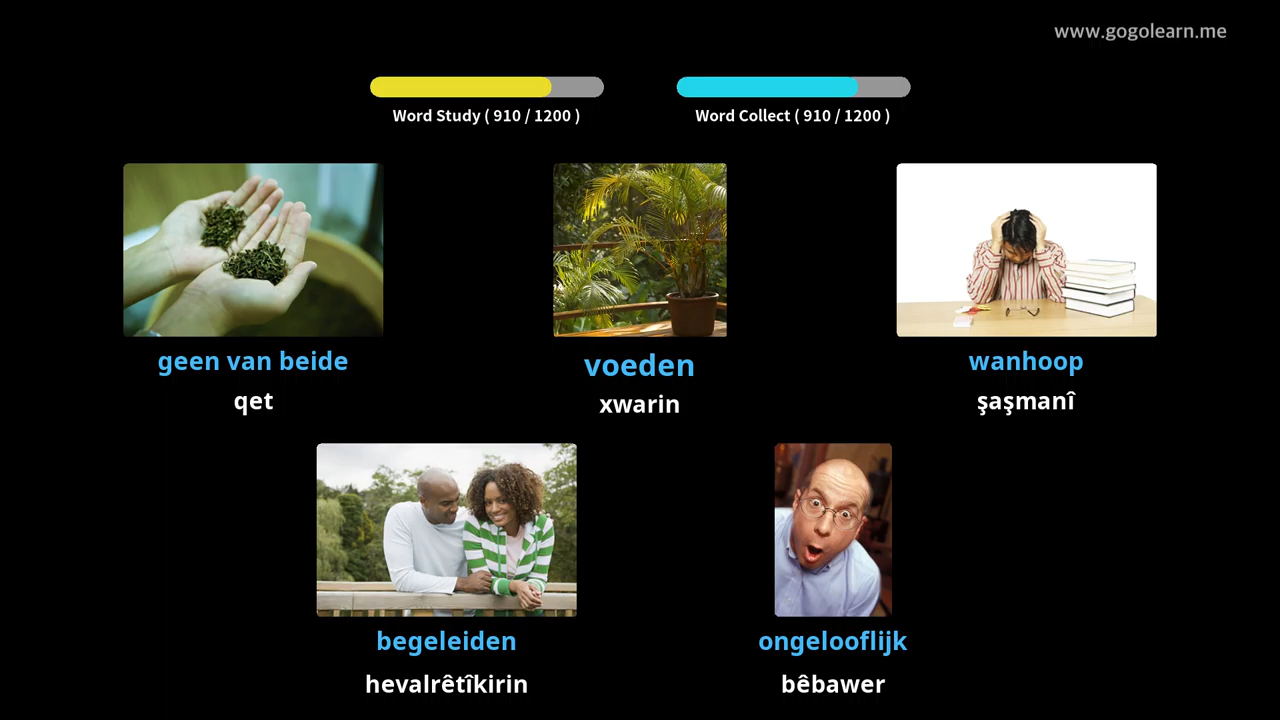 www.gogolearn.me
Word Study ( 910 / 1200 )
Word Collect ( 910 / 1200 )
geen van beide
qet
voeden
xwarin
wanhoop
şaşmanî
begeleiden
hevalrêtîkirin
ongelooflijk
bêbawer